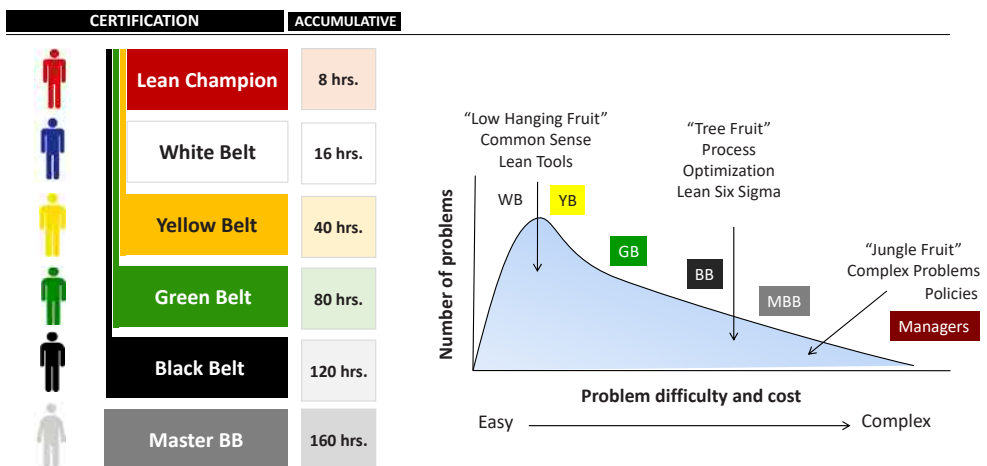 CERTIFICATION
ACCUMULATIVE
Lean Champion
8 hrs.
White Belt
16 hrs.
Yellow Belt
40 hrs.
Green Belt
80 hrs.
Black Belt
120 hrs.
Master BB
160 hrs.
Number of problems
“Low Hanging Fruit”
Common Sense
Lean Tools
WB
YB
GB
“Tree Fruit”
Process
Optimization
Lean Six Sigma
BB
MBB
“Jungle Fruit”
Complex Problems
Policies
Managers
Problem difficulty and cost
Easy
Complex